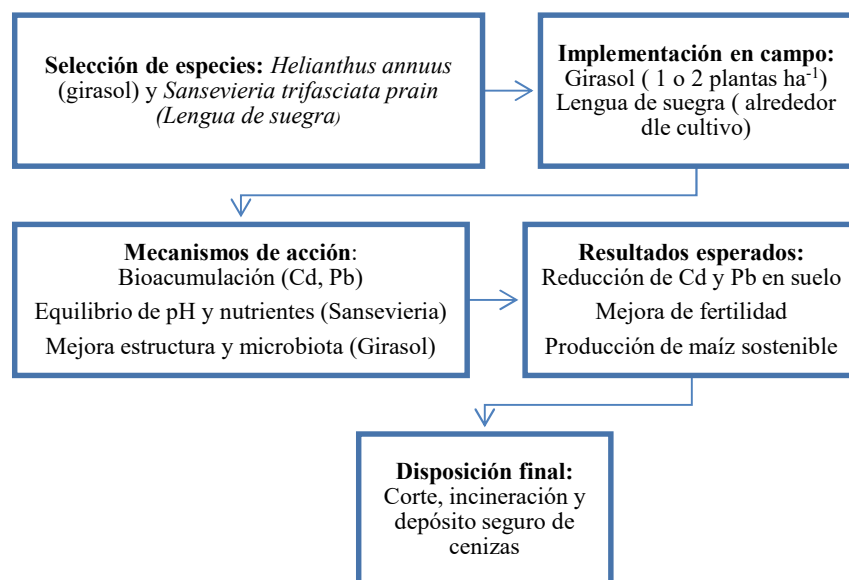 Selección de especies: Helianthus annuus
(girasol) y Sansevieria trifasciata prain
(Lengua de suegra)
Implementación en campo:
Girasol ( 1 o 2 plantas ha⁻¹)
Lengua de suegra ( alrededor
dle cultivo)
Mecanismos de acción:
Bioacumulación (Cd, Pb)
Equilibrio de pH y nutrientes (Sansevieria)
Mejora estructura y microbiota (Girasol)
Resultados esperados:
Reducción de Cd y Pb en suelo
Mejora de fertilidad
Producción de maíz sostenible
Disposición final:
Corte, incineración y
depósito seguro de
cenizas